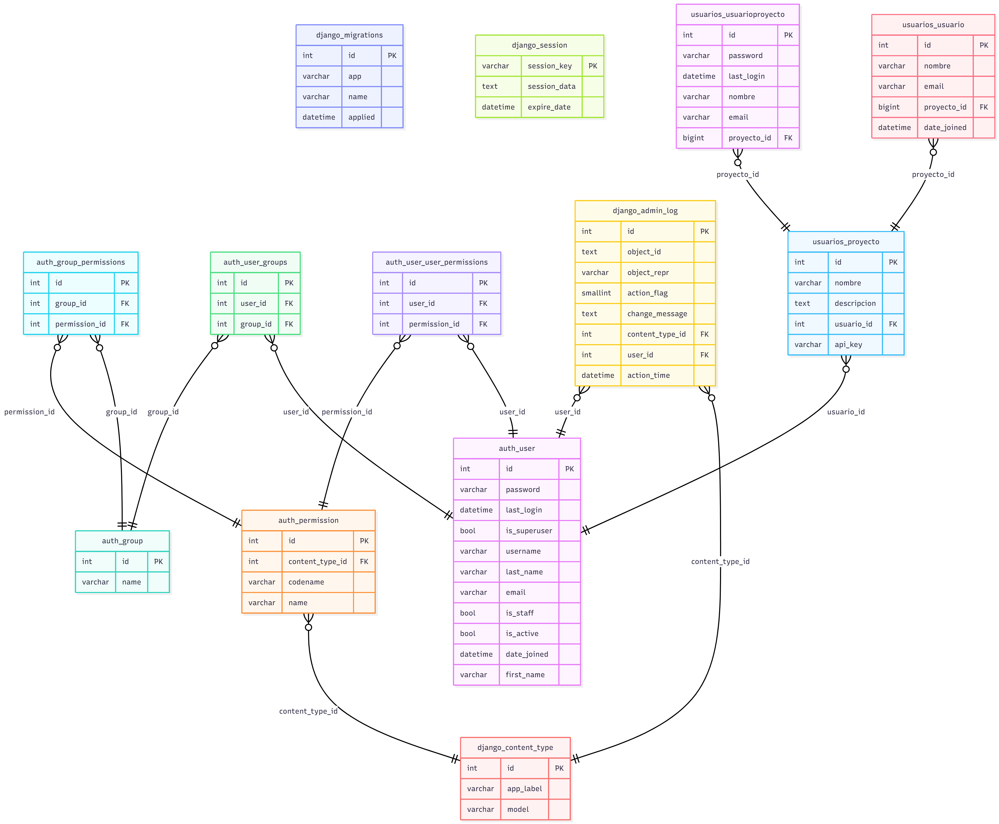 django_migrations
int id PK
varchar app
varchar name
datetime applied
django_session
varchar session_key PK
text session_data
datetime expire_date
usuarios_usuarioproyecto
int id PK
varchar password
datetime last_login
varchar nombre
varchar email
bigint proyecto_id FK
usuarios_usuario
int id PK
varchar nombre
varchar email
bigint proyecto_id FK
datetime date_joined
proyecto_id
proyecto_id
auth_group_permissions
int id PK
int group_id FK
int permission_id FK
auth_user_groups
int id PK
int user_id FK
int group_id FK
auth_user_user_permissions
int id PK
int user_id FK
int permission_id FK
django_admin_log
int id PK
text object_id
varchar object_repr
smallint action_flag
text change_message
int content_type_id FK
int user_id FK
datetime action_time
usuarios_proyecto
int id PK
varchar nombre
text descripcion
int usuario_id FK
varchar api_key
permission_id
group_id
group_id
user_id
permission_id
user_id
user_id
usuario_id
auth_group
int id PK
varchar name
auth_permission
int id PK
int content_type_id FK
varchar codename
varchar name
auth_user
int id PK
varchar password
datetime last_login
bool is_superuser
varchar username
varchar last_name
varchar email
bool is_staff
bool is_active
datetime date_joined
varchar first_name
content_type_id
content_type_id
django_content_type
int id PK
varchar app_label
varchar model